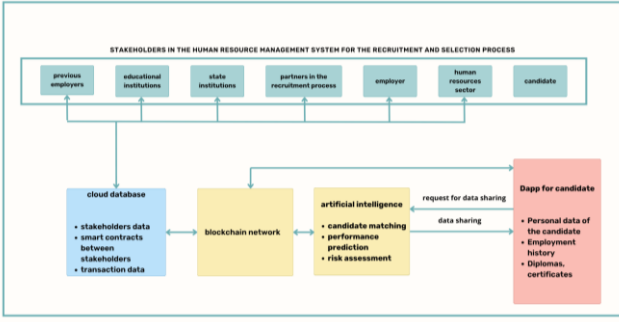 STAKEHOLDERS IN THE HUMAN RESOURCE MANAGEMENT SYSTEM FOR THE RECRUITMENT AND SELECTION PROCESS
previous
employers
educational
institutions
state
institutions
partners in the
recruitment process
employer
human
resources
sector
candidate
cloud database
• stakeholders data
• smart contracts
between
stakeholders
• transaction data
blockchain network
artificial intelligence
• candidate matching
• performance
prediction
• risk assessment
request for data sharing
data sharing
Dapp for candidate
• Personal data of
the candidate
• Employment
history
• Diplomas,
certificates